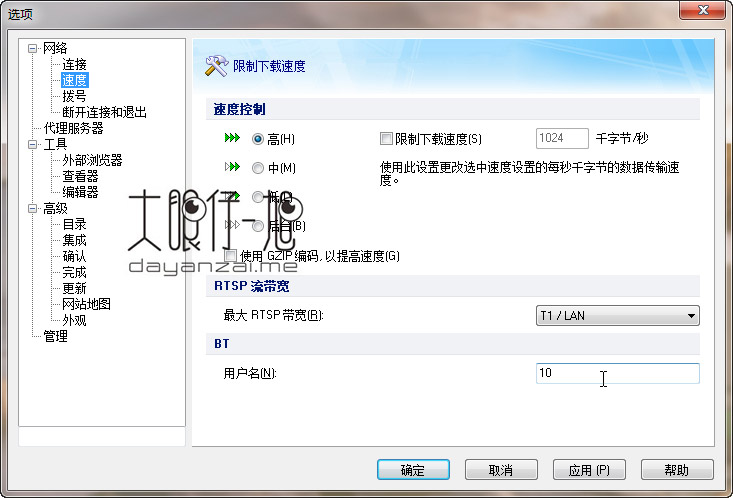 选项
网络
连接
速度
拨号
断开连接和退出
代理服务器
工具
外部浏览器
查看器
编辑器
高级
目录
集成
确认
完成
更新
网站地图
外观
管理
限制下载速度
速度控制
高(H)
限制下载速度(S)
1024
千字节/秒
中(M)
使用此设置更改选中速度设置的每秒千字节的数据传输速
度。
后台(B)
大眼仔~旭
dayanzai.me
使用 GZIP 编码, 以提高速度(G)
RTSP 流带宽
最大 RTSP 带宽(R):
T1 / LAN
BT
用户名(N):
10
确定
取消
应用 (P)
帮助